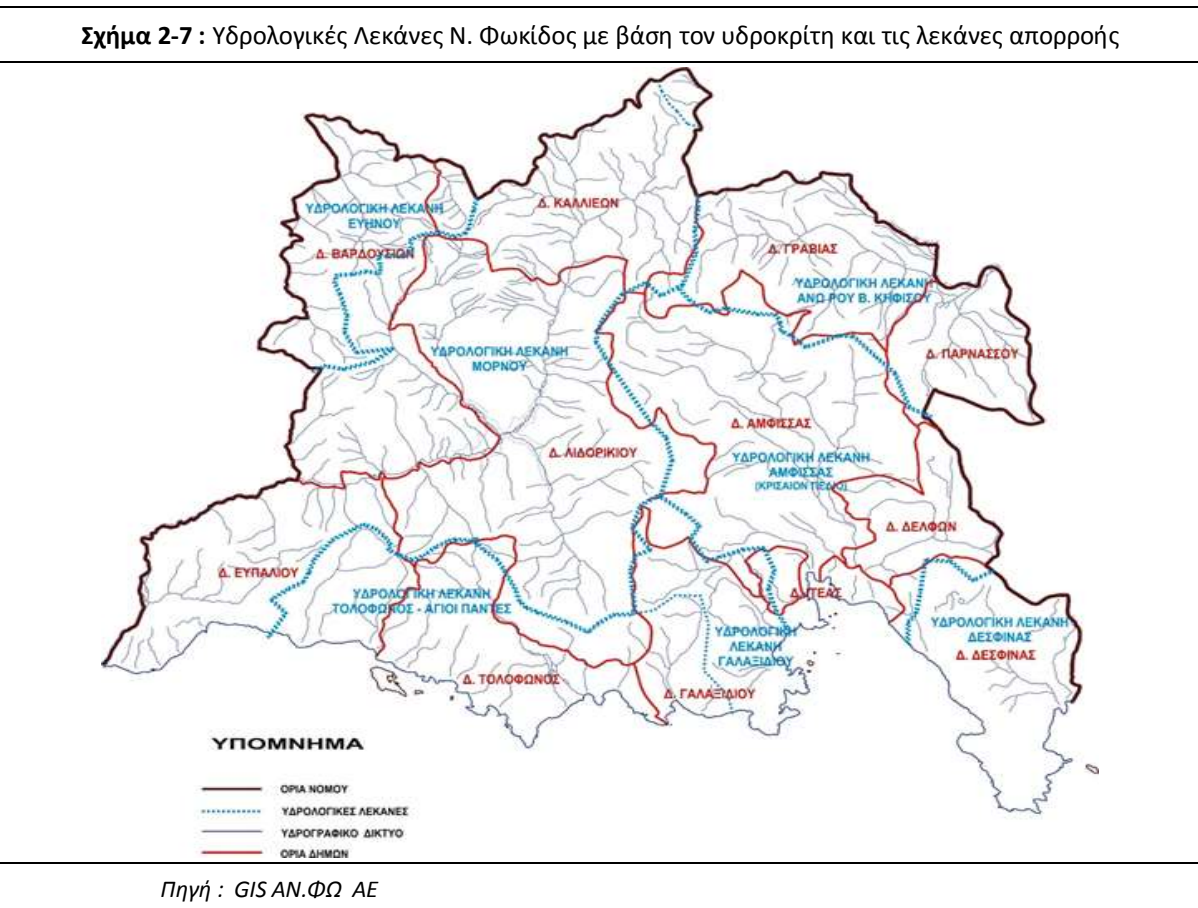 Σχήμα 2-7 : Υδρολογικές Λεκάνες Ν. Φωκίδος με βάση τον υδροκρίτη και τις λεκάνες απορροής
Δ. ΚΑΛΛΙΕΩΝ
ΥΔΡΟΛΟΓΙΚΗ ΛΕΚΑΝΗ
ΕΥΗΝΟΥ
Δ. ΒΑΡΔΟΥΣΙΩΝ
Δ. ΓΡΑΒΙΑΣ
ΥΔΡΟΛΟΓΙΚΗ ΛΕΚΑΝΗ
ΑΝΩ ΡΟΥ Β. ΚΗΦΙΣΟΥ
ΥΔΡΟΛΟΓΙΚΗ ΛΕΚΑΝΗ
ΜΟΡΝΟΥ
Δ. ΠΑΡΝΑΣΣΟΥ
Δ. ΑΜΦΙΣΣΑΣ
Δ. ΛΙΔΟΡΙΚΙΟΥ
ΥΔΡΟΛΟΓΙΚΗ ΛΕΚΑΝΗ
ΑΜΦΙΣΣΑΣ
(ΚΡΙΣΑΙΟΝ ΠΕΔΙΟ)
Δ. ΔΕΛΦΩΝ
Δ. ΕΥΠΑΛΙΟΥ
ΥΔΡΟΛΟΓΙΚΗ ΛΕΚΑΝΗ
ΤΟΛΟΦΩΝΟΣ - ΑΓΙΟΙ ΠΑΝΤΕΣ
Δ. ΙΤΕΑΣ
ΥΔΡΟΛΟΓΙΚΗ
ΛΕΚΑΝΗ
ΓΑΛΑΞΙΔΙΟΥ
ΥΔΡΟΛΟΓΙΚΗ ΛΕΚΑΝΗ
ΔΕΣΦΙΝΑΣ
Δ. ΔΕΣΦΙΝΑΣ
Δ. ΤΟΛΟΦΩΝΟΣ
Δ. ΓΑΛΑΞΙΔΙΟΥ
ΥΠΟΜΝΗΜΑ
ΟΡΙΑ ΝΟΜΟΥ
ΥΔΡΟΛΟΓΙΚΕΣ ΛΕΚΑΝΕΣ
ΥΔΡΟΓΡΑΦΙΚΟ ΔΙΚΤΥΟ
ΟΡΙΑ ΔΗΜΩΝ
Πηγή : GIS ΑΝ.ΦΩ ΑΕ